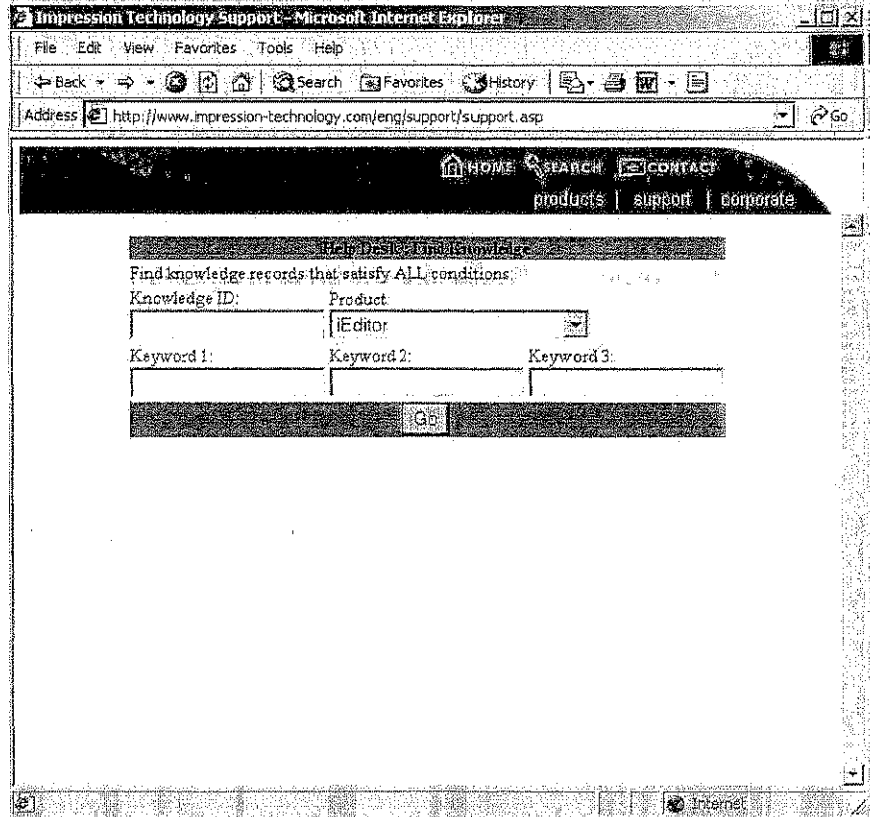 Impression Technology Support - Microsoft Internet Explorer
File Edit View Favorites Tools Help
Back Search Favorites History
Address http://www.impression-technology.com/eng/support/support.asp Go
HOME SEARCH CONTACT
products | support | corporate
Help Desk - Find Knowledge
Find knowledge records that satisfy ALL conditions.
Knowledge ID: Product:
iEditor
Keyword 1: Keyword 2: Keyword 3:
Go
Internet